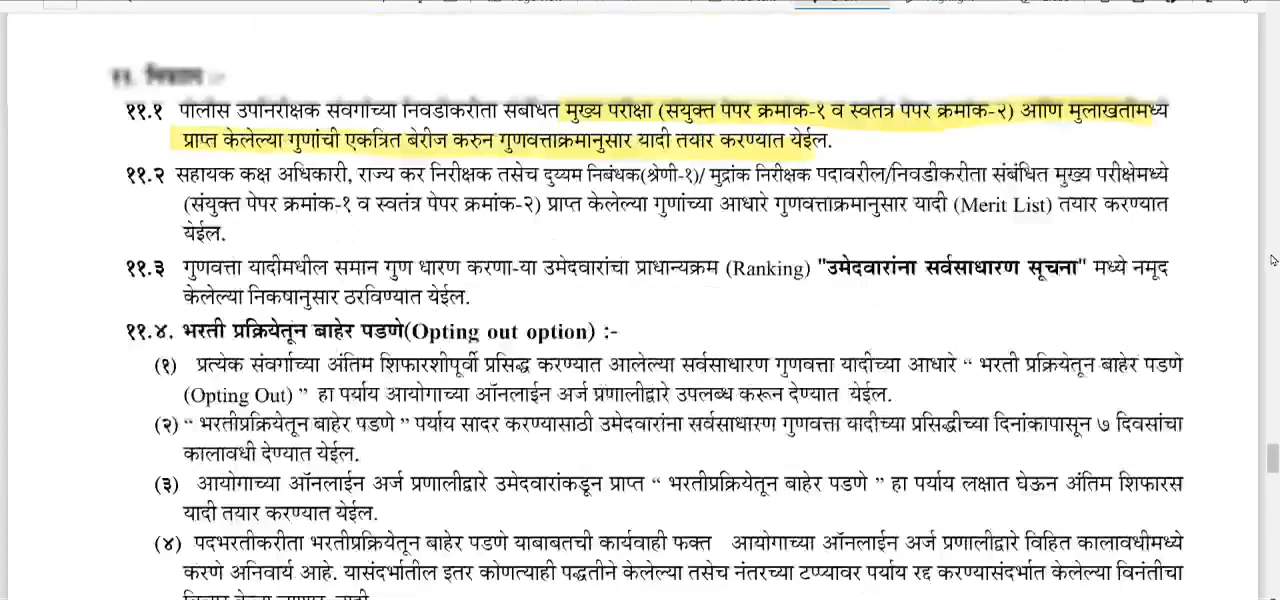 ११. निकाल :-
११.१ पोलीस उपनिरीक्षक संवर्गाच्या निवडीकरीता संबंधित मुख्य परीक्षा (संयुक्त पेपर क्रमांक-१ व स्वतंत्र पेपर क्रमांक-२) आणि मुलाखतीमध्ये
प्राप्त केलेल्या गुणांची एकत्रित बेरीज करुन गुणवत्ताक्रमानुसार यादी तयार करण्यात येईल.
११.२ सहायक कक्ष अधिकारी, राज्य कर निरीक्षक तसेच दुय्यम निबंधक(श्रेणी-१)/ मुद्रांक निरीक्षक पदावरील/निवडीकरीता संबंधित मुख्य परीक्षेमध्ये
(संयुक्त पेपर क्रमांक-१ व स्वतंत्र पेपर क्रमांक-२) प्राप्त केलेल्या गुणांच्या आधारे गुणवत्ताक्रमानुसार यादी (Merit List) तयार करण्यात
येईल.
११.३ गुणवत्ता यादीमधील समान गुण धारण करणा-या उमेदवारांचा प्राधान्यक्रम (Ranking) "उमेदवारांना सर्वसाधारण सूचना" मध्ये नमूद
केलेल्या निकषानुसार ठरविण्यात येईल.
११.४. भरती प्रक्रियेतून बाहेर पडणे(Opting out option) :-
(१) प्रत्येक संवर्गाच्या अंतिम शिफारशीपूर्वी प्रसिद्ध करण्यात आलेल्या सर्वसाधारण गुणवत्ता यादीच्या आधारे “ भरती प्रक्रियेतून बाहेर पडणे
(Opting Out) ” हा पर्याय आयोगाच्या ऑनलाईन अर्ज प्रणालीद्वारे उपलब्ध करून देण्यात येईल.
(२) “ भरतीप्रक्रियेतून बाहेर पडणे ” पर्याय सादर करण्यासाठी उमेदवारांना सर्वसाधारण गुणवत्ता यादीच्या प्रसिद्धीच्या दिनांकापासून ७ दिवसांचा
कालावधी देण्यात येईल.
(३) आयोगाच्या ऑनलाईन अर्ज प्रणालीद्वारे उमेदवारांकडून प्राप्त “ भरतीप्रक्रियेतून बाहेर पडणे ” हा पर्याय लक्षात घेऊन अंतिम शिफारस
यादी तयार करण्यात येईल.
(४) पदभरतीकरीता भरतीप्रक्रियेतून बाहेर पडणे याबाबतची कार्यवाही फक्त आयोगाच्या ऑनलाईन अर्ज प्रणालीद्वारे विहित कालावधीमध्ये
करणे अनिवार्य आहे. यासंदर्भातील इतर कोणत्याही पद्धतीने केलेल्या तसेच नंतरच्या टप्प्यावर पर्याय रद्द करण्यासंदर्भात केलेल्या विनंतीचा